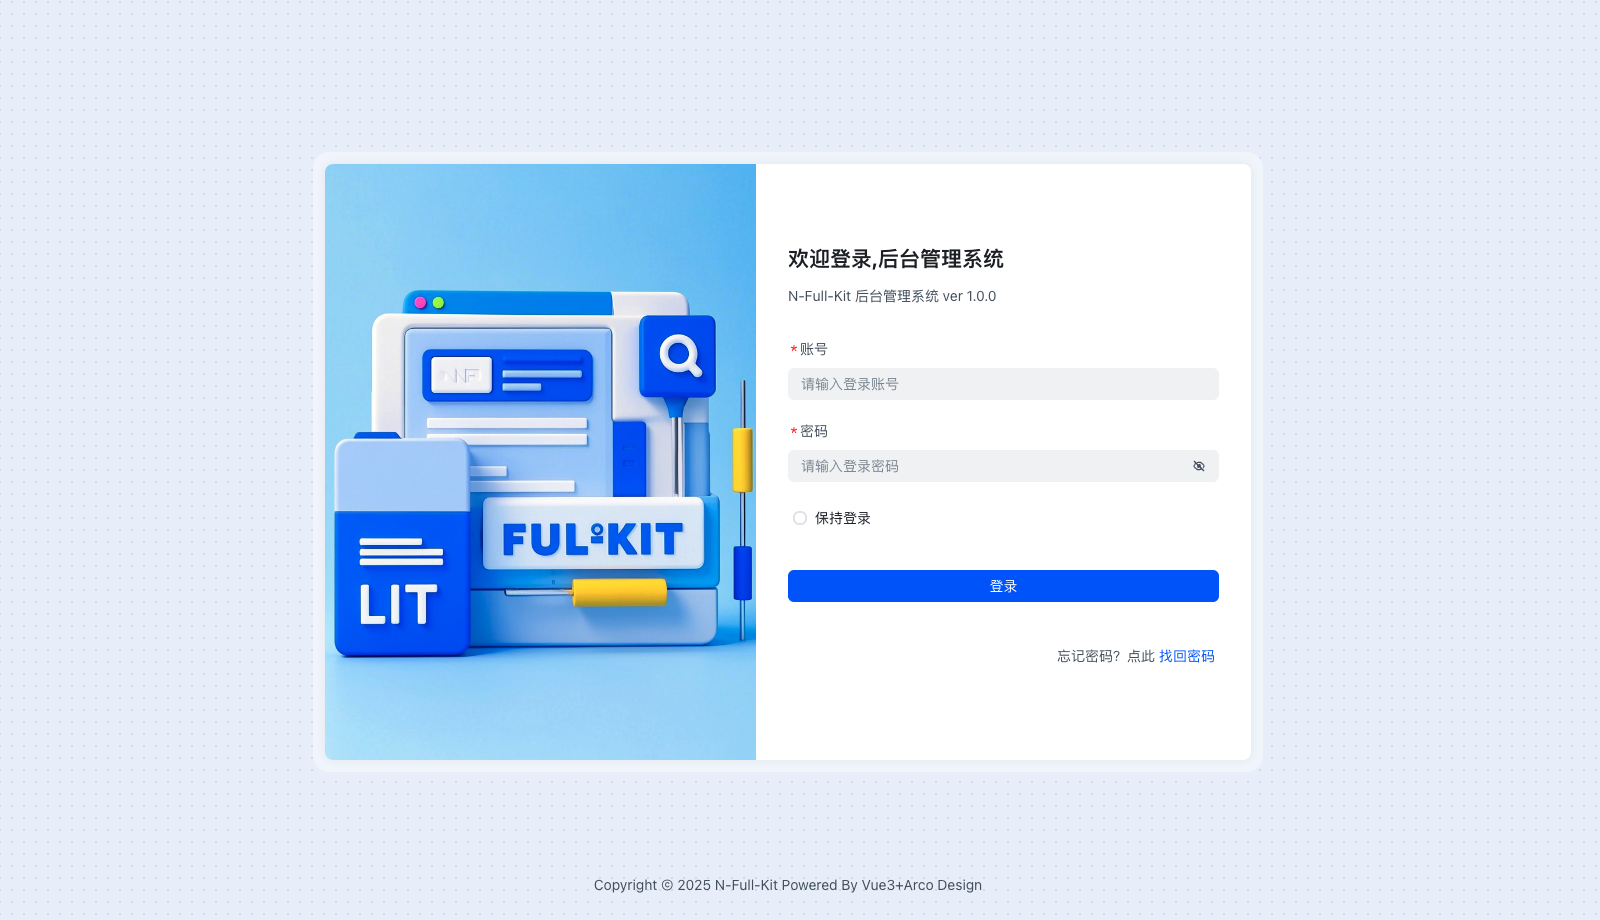 FUL KIT
LIT
欢迎登录,后台管理系统
N-Full-Kit 后台管理系统 ver 1.0.0
* 账号
请输入登录账号
* 密码
请输入登录密码
保持登录
登录
忘记密码? 点此 找回密码
Copyright © 2025 N-Full-Kit Powered By Vue3+Arco Design